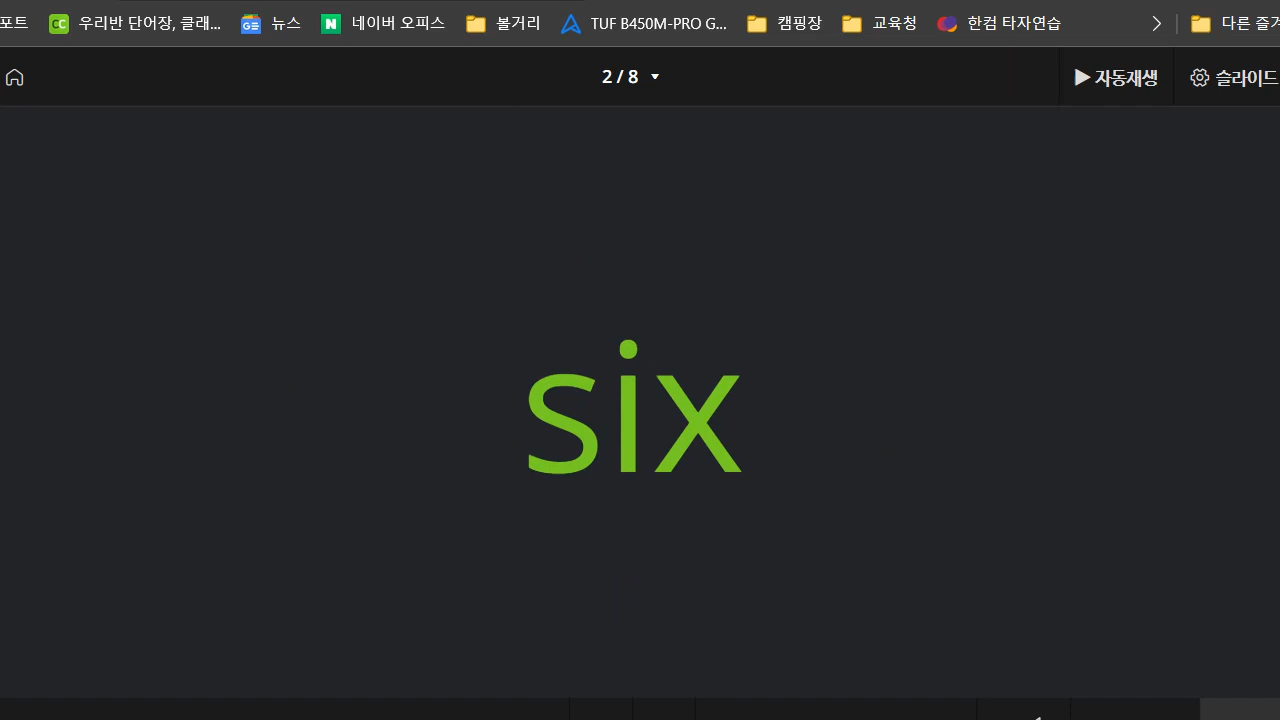 포트 CC 우리반 단어장, 클래... GE 뉴스 N 네이버 오피스 볼거리 TUF B450M-PRO G... 캠핑장 교육청 한컴 타자연습 다른 즐겨
2 / 8 ▶ 자동재생 슬라이드
six